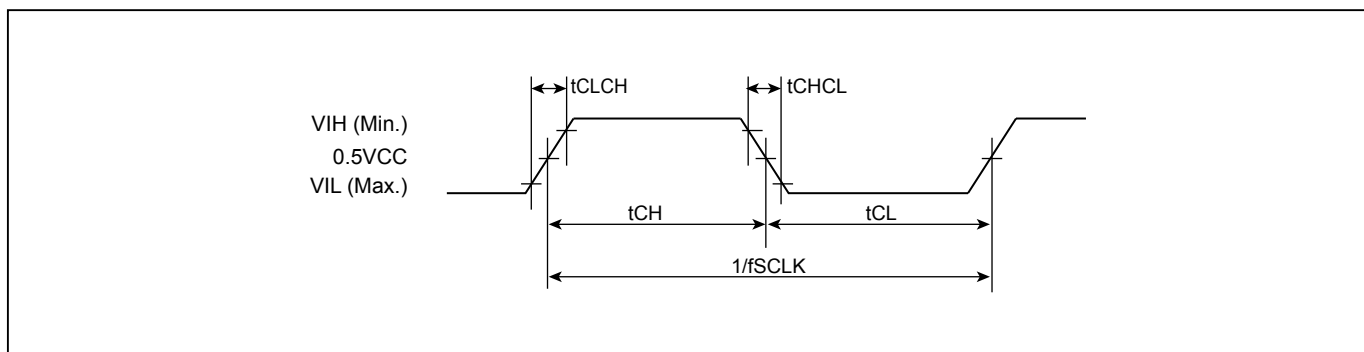 tCLCH
tCHCL
VIH (Min.)
0.5VCC
VIL (Max.)
tCH
tCL
1/fSCLK